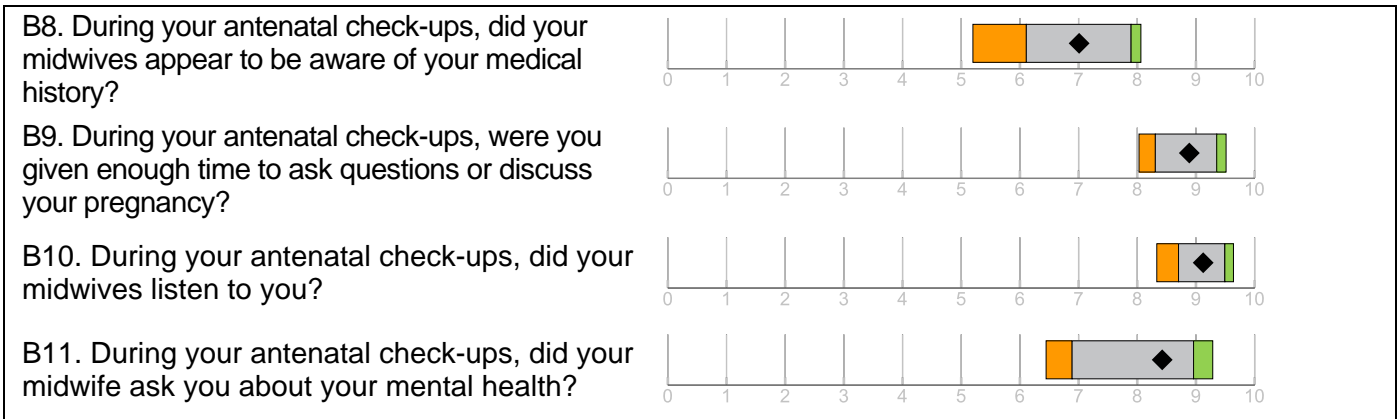 B8. During your antenatal check-ups, did your
midwives appear to be aware of your medical
history?
0 1 2 3 4 5 6 7 8 9 10
B9. During your antenatal check-ups, were you
given enough time to ask questions or discuss
your pregnancy?
0 1 2 3 4 5 6 7 8 9 10
B10. During your antenatal check-ups, did your
midwives listen to you?
0 1 2 3 4 5 6 7 8 9 10
B11. During your antenatal check-ups, did your
midwife ask you about your mental health?
0 1 2 3 4 5 6 7 8 9 10